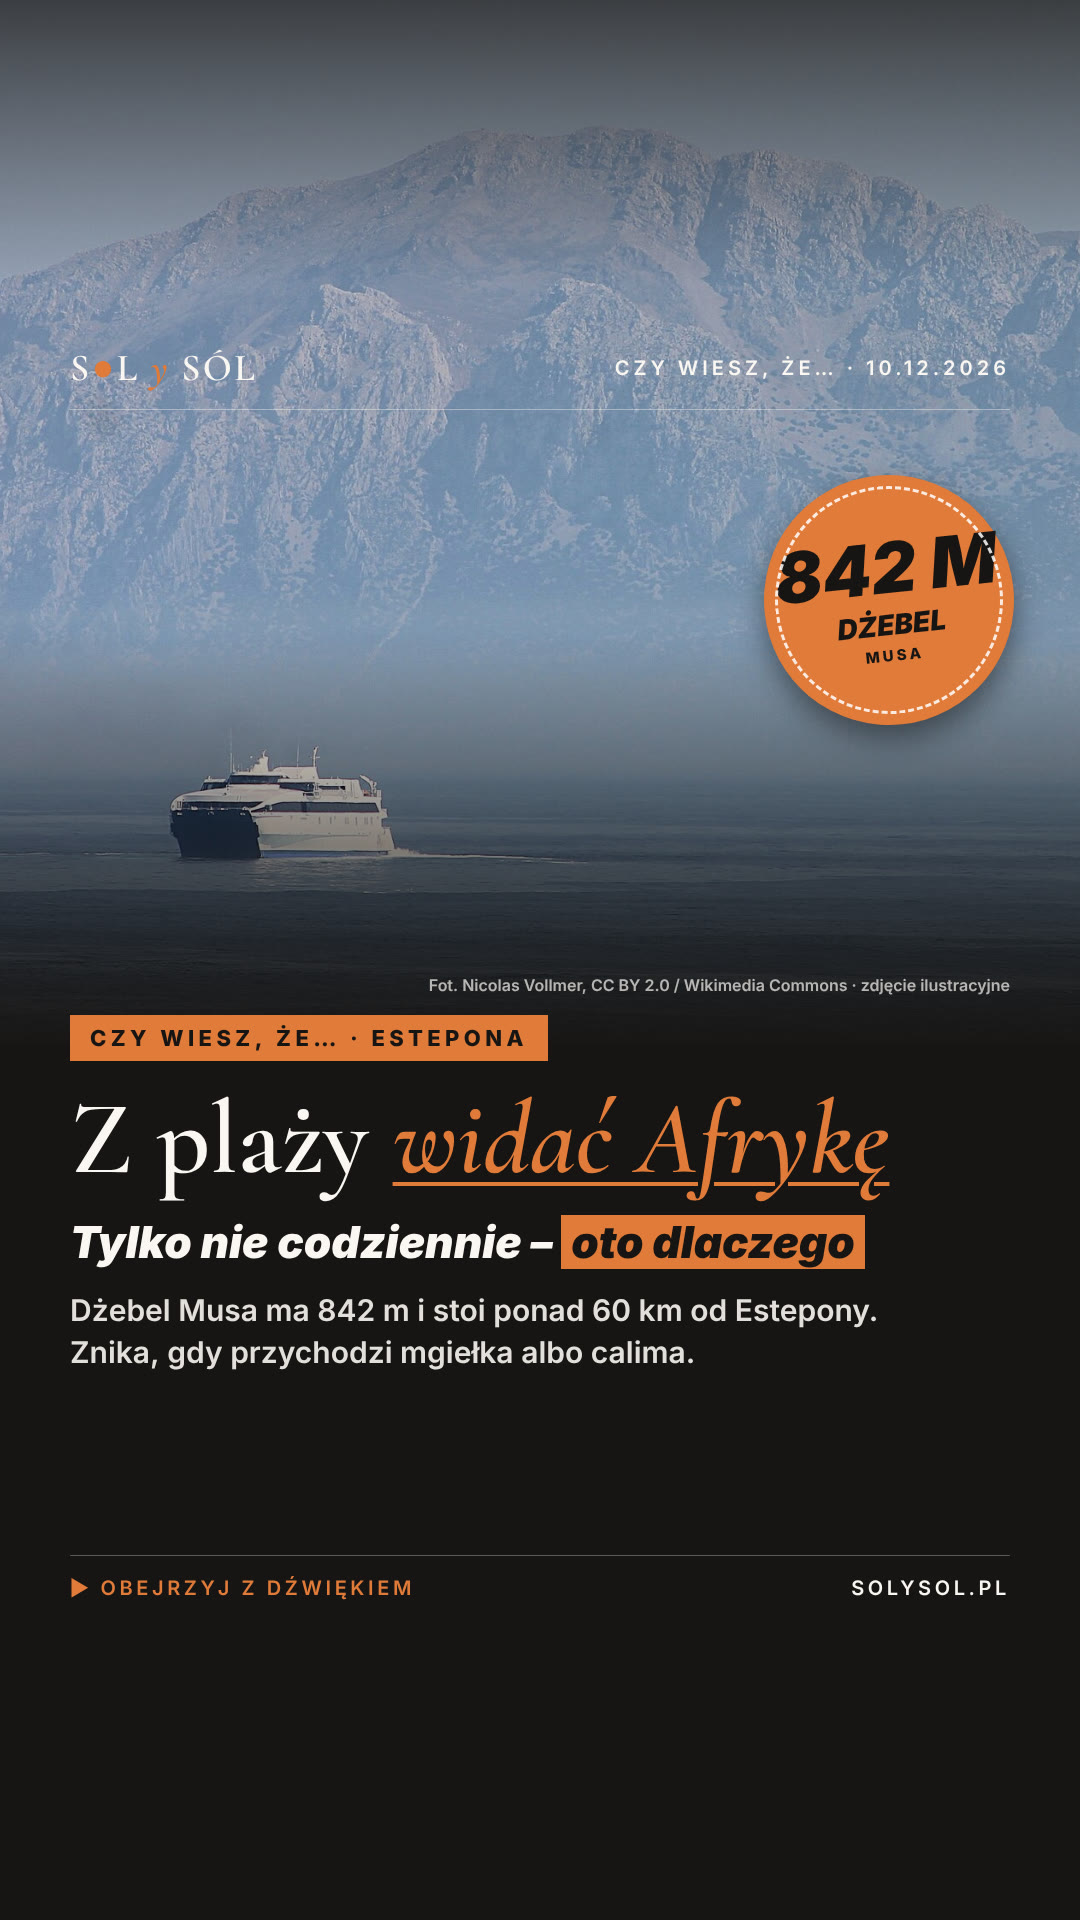 SOL y SÓL
CZY WIESZ, ŻE... · 10.12.2026
842 M
DŻEBEL
MUSA
Fot. Nicolas Vollmer, CC BY 2.0 / Wikimedia Commons · zdjęcie ilustracyjne
CZY WIESZ, ŻE... · ESTEPONA
Z plaży widać Afrykę
Tylko nie codziennie – oto dlaczego
Dżebel Musa ma 842 m i stoi ponad 60 km od Estepony.
Znika, gdy przychodzi mgiełka albo calima.
▶ OBEJRZYJ Z DŹWIĘKIEM
SOLYSOL.PL